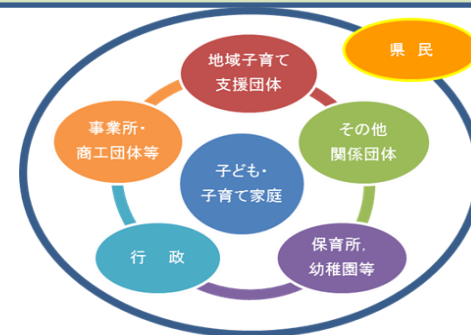 県 民
地域子育て
支援団体
事業所・
商工団体等
その他
関係団体
子ども・
子育て家庭
行 政
保育所,
幼稚園等